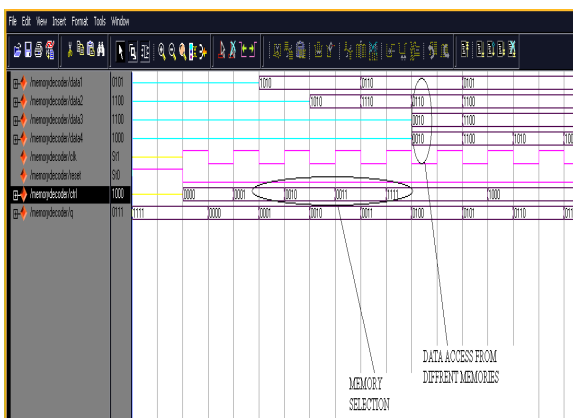 File Edit View Insert Format Tools Window
/memorydecoder/data1 0101 1010 0110 0101
/memorydecoder/data2 1100 1010 1110 0110 1100
/memorydecoder/data3 1100 0010 1100
/memorydecoder/data4 1000 0010 1100 1010 100
/memorydecoder/clk St1
/memorydecoder/reset St0
/memorydecoder/ctrl 1000 0000 0001 0010 0011 1111 1000
/memorydecoder/q 0111 1111 0000 0001 0010 0011 0100 0101 0110 011
DATA ACCESS FROM
DIFFRENT MEMORIES
MEMORY
SELECTION